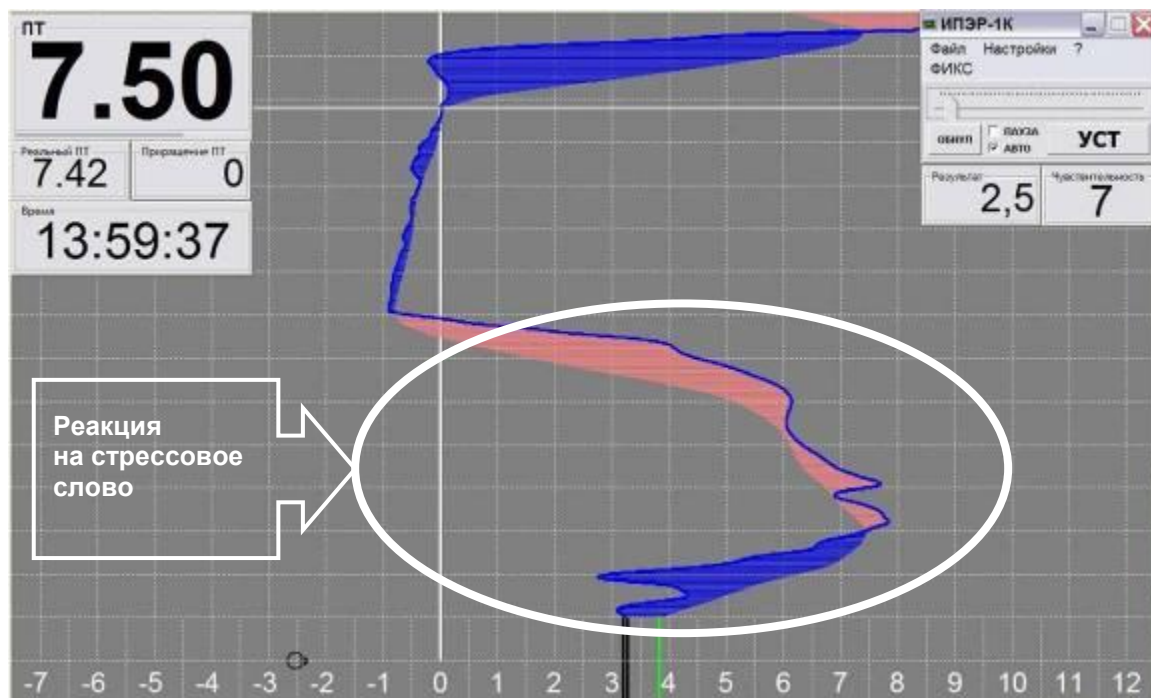 ПТ
7.50
Реальный ПТ
7.42
Приращение ПТ
0
Время
13:59:37
ИПЭР-1К
Файл Настройки ?
ФИКС
ОБНУЛ
ПАУЗА
АВТО
УСТ
Результат
2,5
Чувствительность
7
Реакция
на стрессовое
слово
-7 -6 -5 -4 -3 -2 -1 0 1 2 3 4 5 6 7 8 9 10 11 12